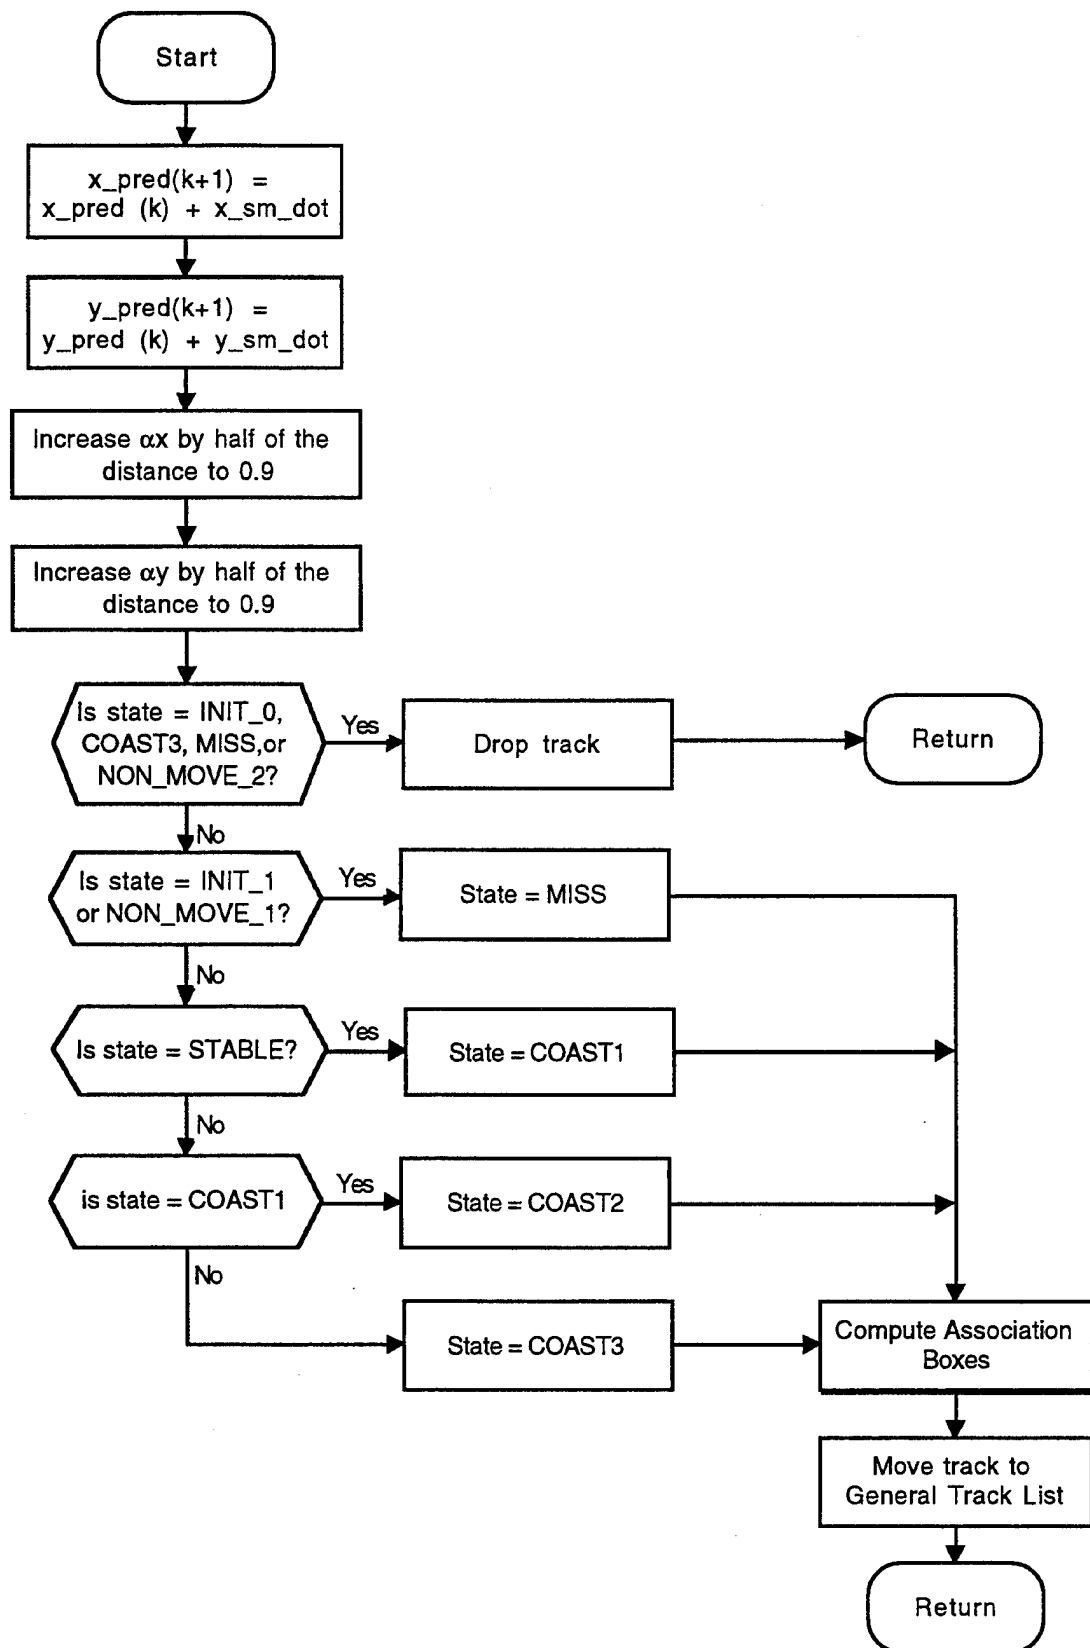 Start
x_pred(k+1) =
x_pred (k) + x_sm_dot
y_pred(k+1) =
y_pred (k) + y_sm_dot
Increase αx by half of the
distance to 0.9
Increase αy by half of the
distance to 0.9
Is state = INIT_0,
COAST3, MISS,or
NON_MOVE_2?
Yes
Drop track
Return
No
Is state = INIT_1
or NON_MOVE_1?
Yes
State = MISS
No
Is state = STABLE?
Yes
State = COAST1
No
is state = COAST1
Yes
State = COAST2
No
State = COAST3
Compute Association
Boxes
Move track to
General Track List
Return